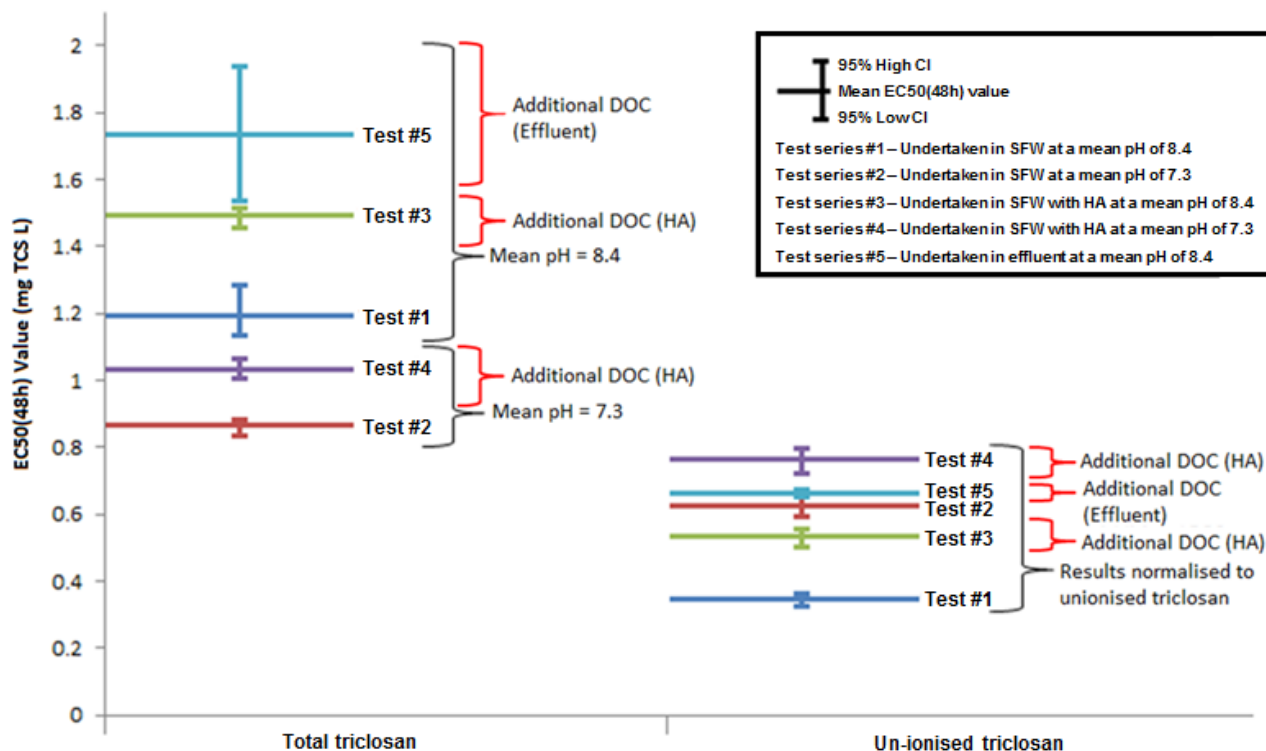 EC50(48h) Value (mg TCS L)
2
1.8
1.6
1.4
1.2
1
0.8
0.6
0.4
0.2
0
Test #5
Test #3
Test #1
Test #4
Test #2
Additional DOC
(Effluent)
Additional DOC (HA)
Mean pH = 8.4
Additional DOC (HA)
Mean pH = 7.3
95% High CI
Mean EC50(48h) value
95% Low CI
Test series #1 – Undertaken in SFW at a mean pH of 8.4
Test series #2 – Undertaken in SFW at a mean pH of 7.3
Test series #3 – Undertaken in SFW with HA at a mean pH of 8.4
Test series #4 – Undertaken in SFW with HA at a mean pH of 7.3
Test series #5 – Undertaken in effluent at a mean pH of 8.4
Test #4
Test #5
Test #2
Test #3
Test #1
Additional DOC (HA)
Additional DOC
(Effluent)
Additional DOC (HA)
Results normalised to
unionised triclosan
Total triclosan
Un-ionised triclosan